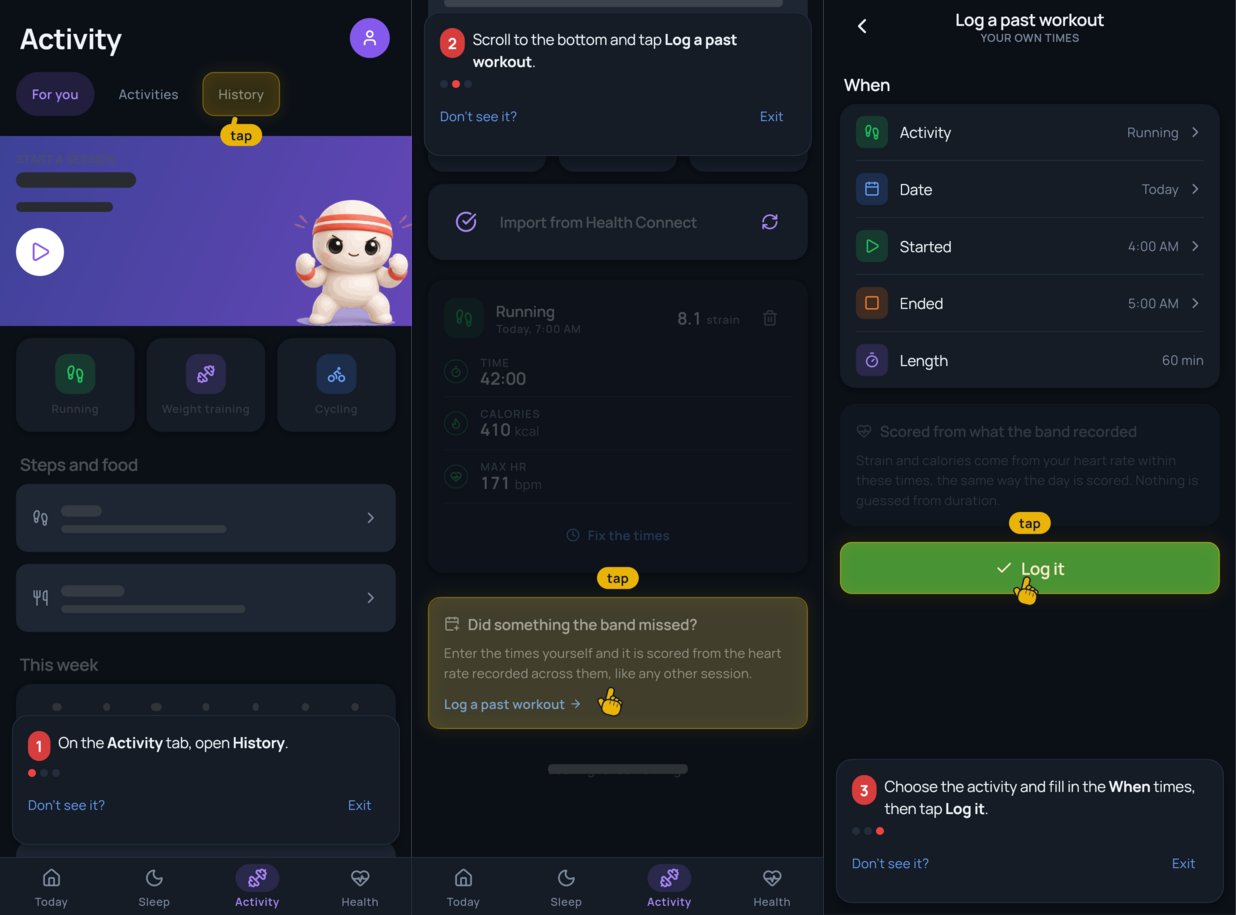 Activity
For you
Activities
History
tap
START A SESSION
Running
Weight training
Cycling
Steps and food
This week
1
On the Activity tab, open History.
Don't see it?
Exit
Today
Sleep
Activity
Health
2
Scroll to the bottom and tap Log a past
workout.
Don't see it?
Exit
Import from Health Connect
Running
Today, 7:00 AM
8.1 strain
TIME
42:00
CALORIES
410 kcal
MAX HR
171 bpm
Fix the times
tap
Did something the band missed?
Enter the times yourself and it is scored from the heart
rate recorded across them, like any other session.
Log a past workout →
Today
Sleep
Activity
Health
Log a past workout
YOUR OWN TIMES
When
Activity
Running
Date
Today
Started
4:00 AM
Ended
5:00 AM
Length
60 min
Scored from what the band recorded
Strain and calories come from your heart rate within
these times, the same way the day is scored. Nothing is
guessed from duration.
tap
Log it
3
Choose the activity and fill in the When times,
then tap Log it.
Don't see it?
Exit